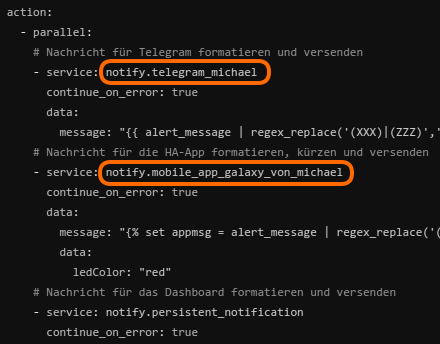 action:
  - parallel:
    # Nachricht für Telegram formatieren und versenden
    - service: notify.telegram_michael
      continue_on_error: true
      data:
        message: "{{ alert_message | regex_replace('(XXX)|(ZZZ)','
    # Nachricht für die HA-App formatieren, kürzen und versenden
    - service: notify.mobile_app_galaxy_von_michael
      continue_on_error: true
      data:
        message: "{% set appmsg = alert_message | regex_replace('(
        data:
          ledColor: "red"
    # Nachricht für das Dashboard formatieren und versenden
    - service: notify.persistent_notification
      continue_on_error: true